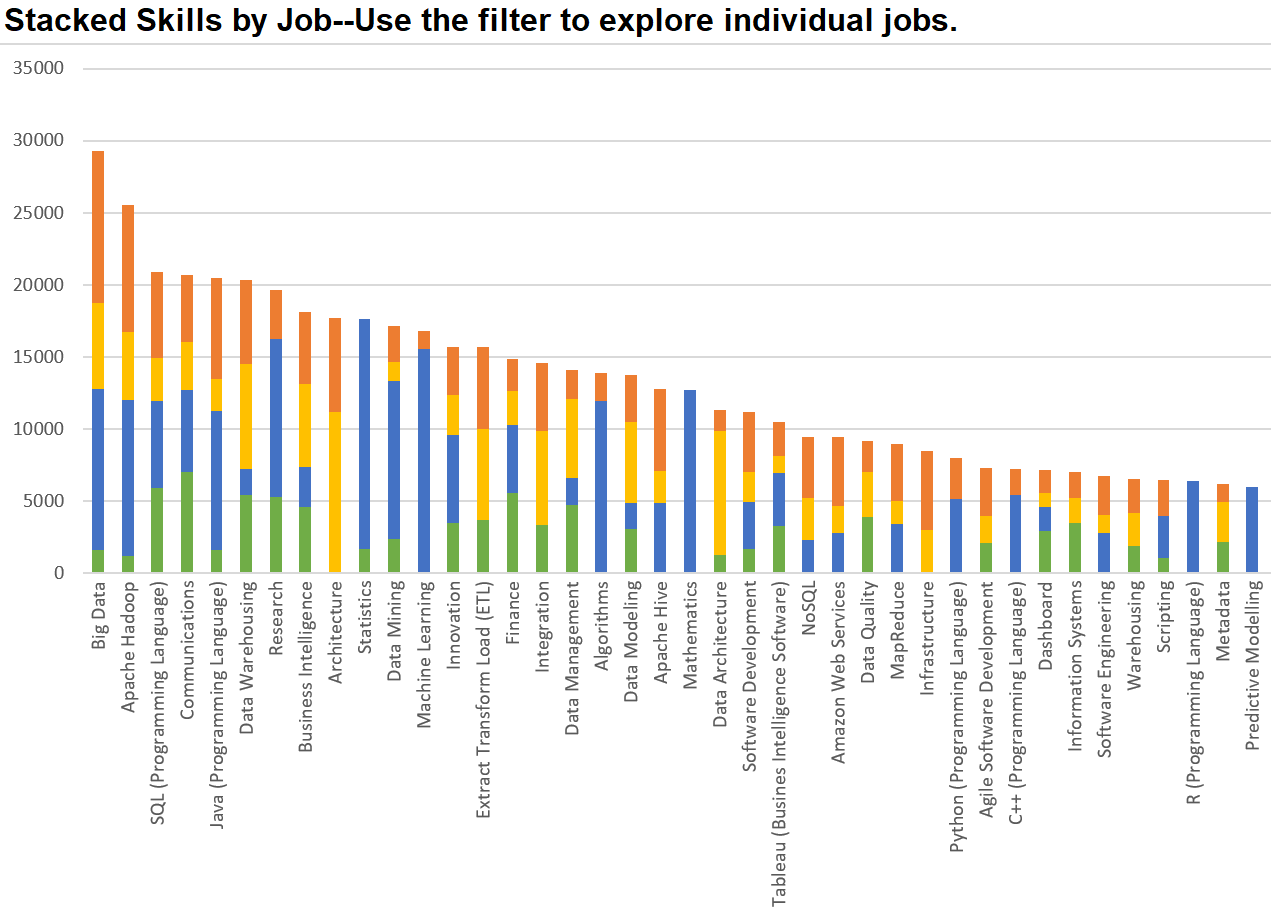 Stacked Skills by Job--Use the filter to explore individual jobs.
35000
30000
25000
20000
15000
10000
5000
0
Big Data
Apache Hadoop
SQL (Programming Language)
Communications
Java (Programming Language)
Data Warehousing
Research
Business Intelligence
Architecture
Statistics
Data Mining
Machine Learning
Innovation
Extract Transform Load (ETL)
Finance
Integration
Data Management
Algorithms
Data Modeling
Apache Hive
Mathematics
Data Architecture
Software Development
Tableau (Busines Intelligence Software)
NoSQL
Amazon Web Services
Data Quality
MapReduce
Infrastructure
Python (Programming Language)
Agile Software Development
C++ (Programming Language)
Dashboard
Information Systems
Software Engineering
Warehousing
Scripting
R (Programming Language)
Metadata
Predictive Modelling